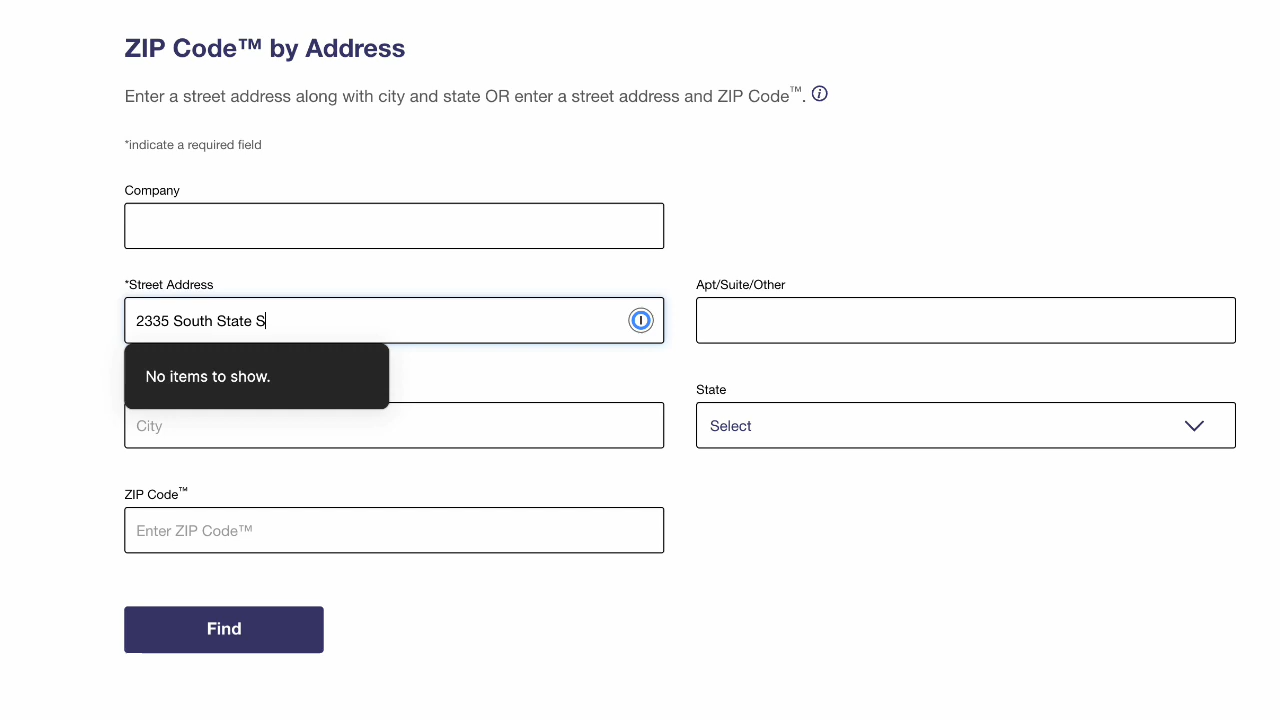 ZIP Code™ by Address
Enter a street address along with city and state OR enter a street address and ZIP Code™.
*indicate a required field
Company
*Street Address
Apt/Suite/Other
2335 South State S
No items to show.
State
City
Select
ZIP Code™
Enter ZIP Code™
Find